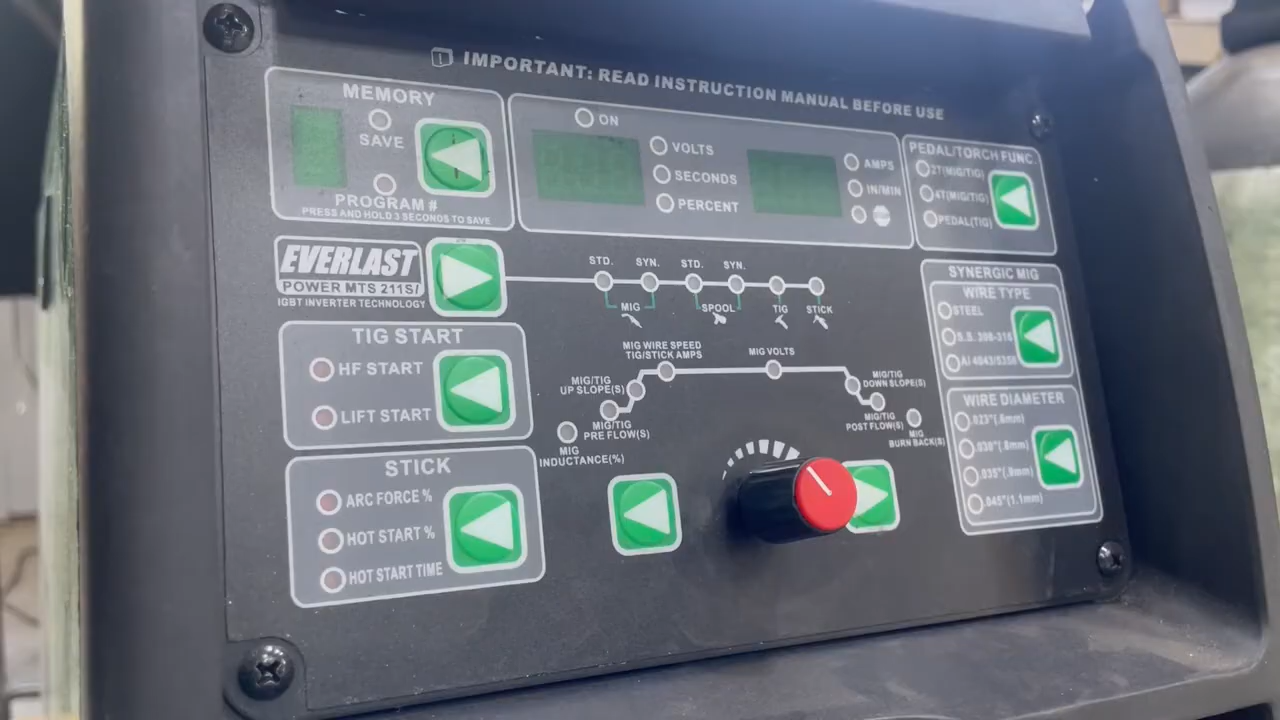 IMPORTANT: READ INSTRUCTION MANUAL BEFORE USE
MEMORY
SAVE
PROGRAM #
PRESS AND HOLD 3 SECONDS TO SAVE
ON
VOLTS
SECONDS
PERCENT
AMPS
IN/MIN
PEDAL/TORCH FUNC.
2T(MIG/TIG)
4T(MIG/TIG)
PEDAL(TIG)
EVERLAST
POWER MTS 211S/
IGBT INVERTER TECHNOLOGY
STD.
SYN.
STD.
SYN.
MIG
SPOOL
TIG
STICK
SYNERGIC MIG
WIRE TYPE
STEEL
S.S. 308-316
Al 4043/5356
WIRE DIAMETER
.023"(.6mm)
.030"(.8mm)
.035"(.9mm)
.045"(1.1mm)
TIG START
HF START
LIFT START
MIG WIRE SPEED
TIG/STICK AMPS
MIG VOLTS
MIG/TIG
UP SLOPE(S)
MIG/TIG
PRE FLOW(S)
MIG
INDUCTANCE(%)
MIG/TIG
DOWN SLOPE(S)
MIG/TIG
POST FLOW(S)
MIG
BURN BACK(S)
STICK
ARC FORCE %
HOT START %
HOT START TIME